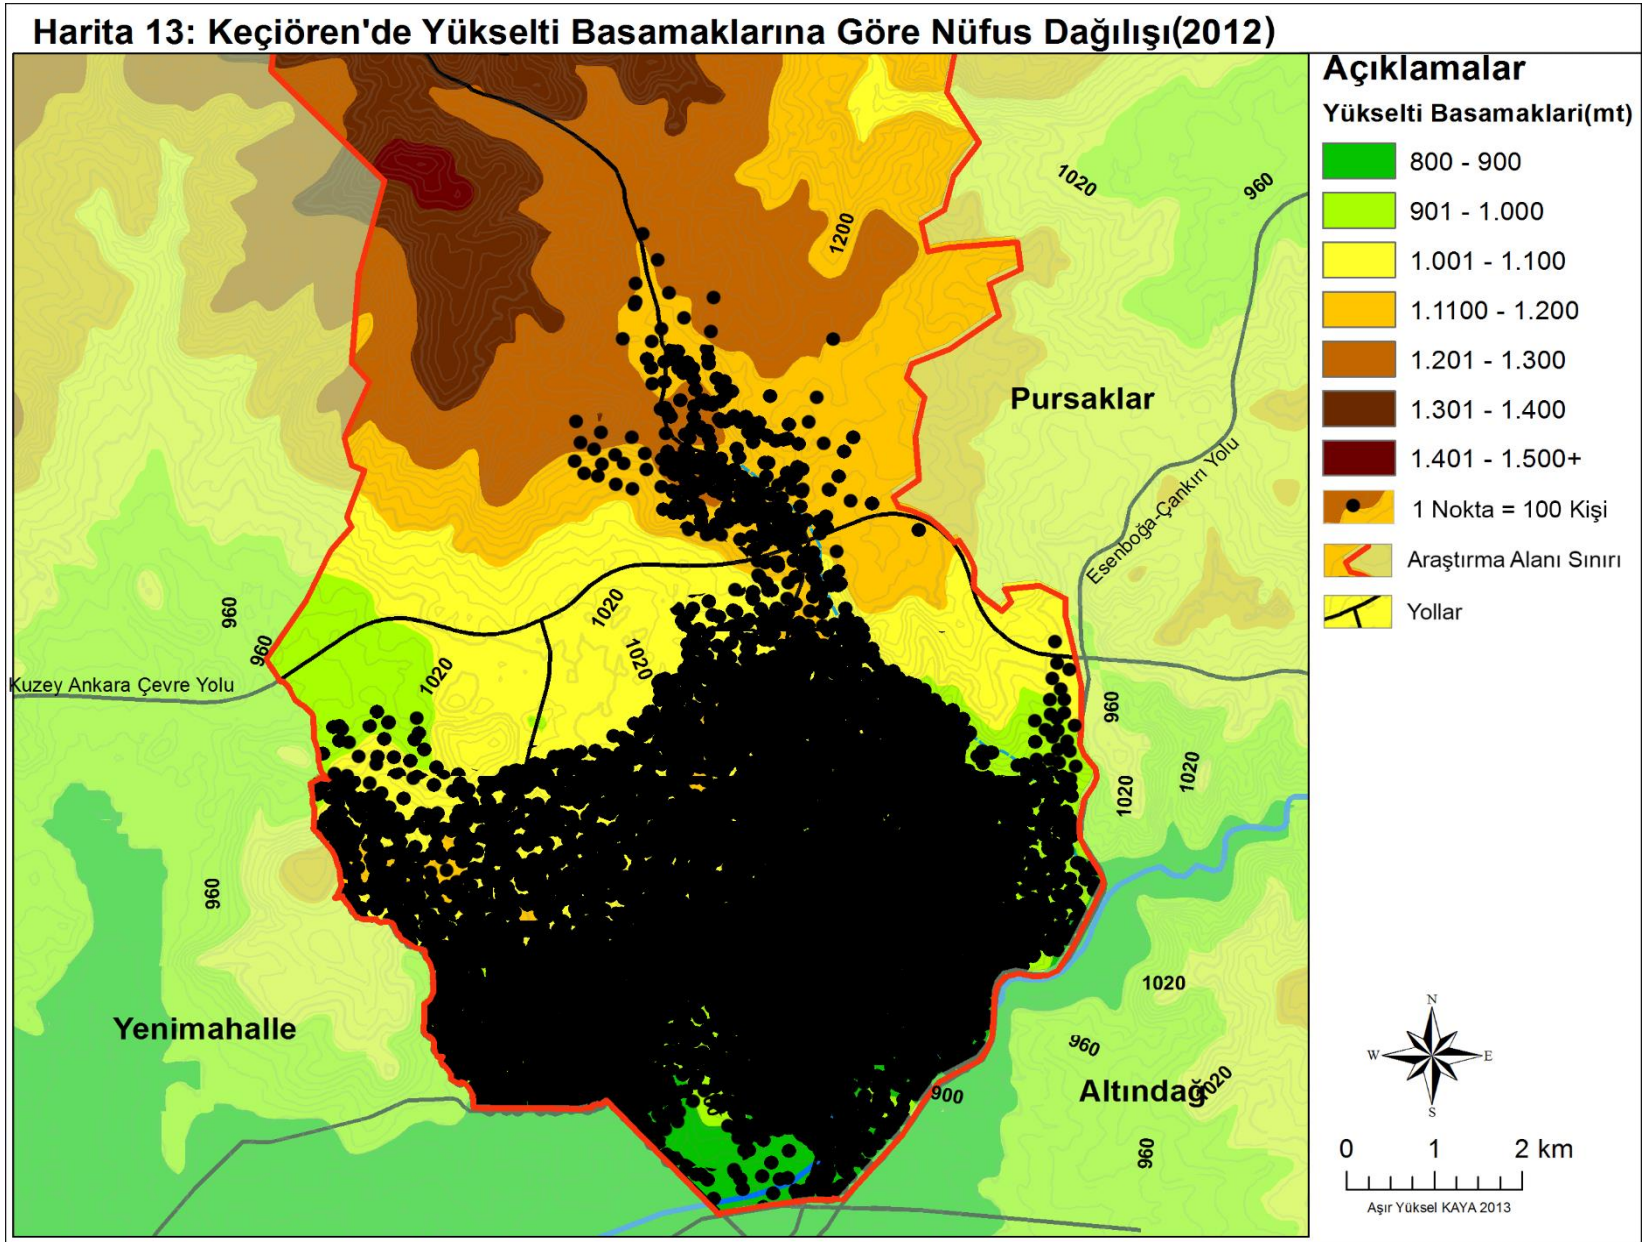 Harita 13: Keçiören'de Yükselti Basamaklarına Göre Nüfus Dağılışı(2012)
Açıklamalar
Yükselti Basamaklari(mt)
800 - 900
901 - 1.000
1.001 - 1.100
1.1100 - 1.200
1.201 - 1.300
1.301 - 1.400
1.401 - 1.500+
1 Nokta = 100 Kişi
Araştırma Alanı Sınırı
Yollar
1020
960
1200
Pursaklar
Esenboğa-Çankırı Yolu
960
960
1020
1020
1020
Kuzey Ankara Çevre Yolu
960
1020
1020
960
1020
Yenimahalle
960
Altındağ
1020
900
960
N
W
E
S
0 1 2 km
Aşır Yüksel KAYA 2013